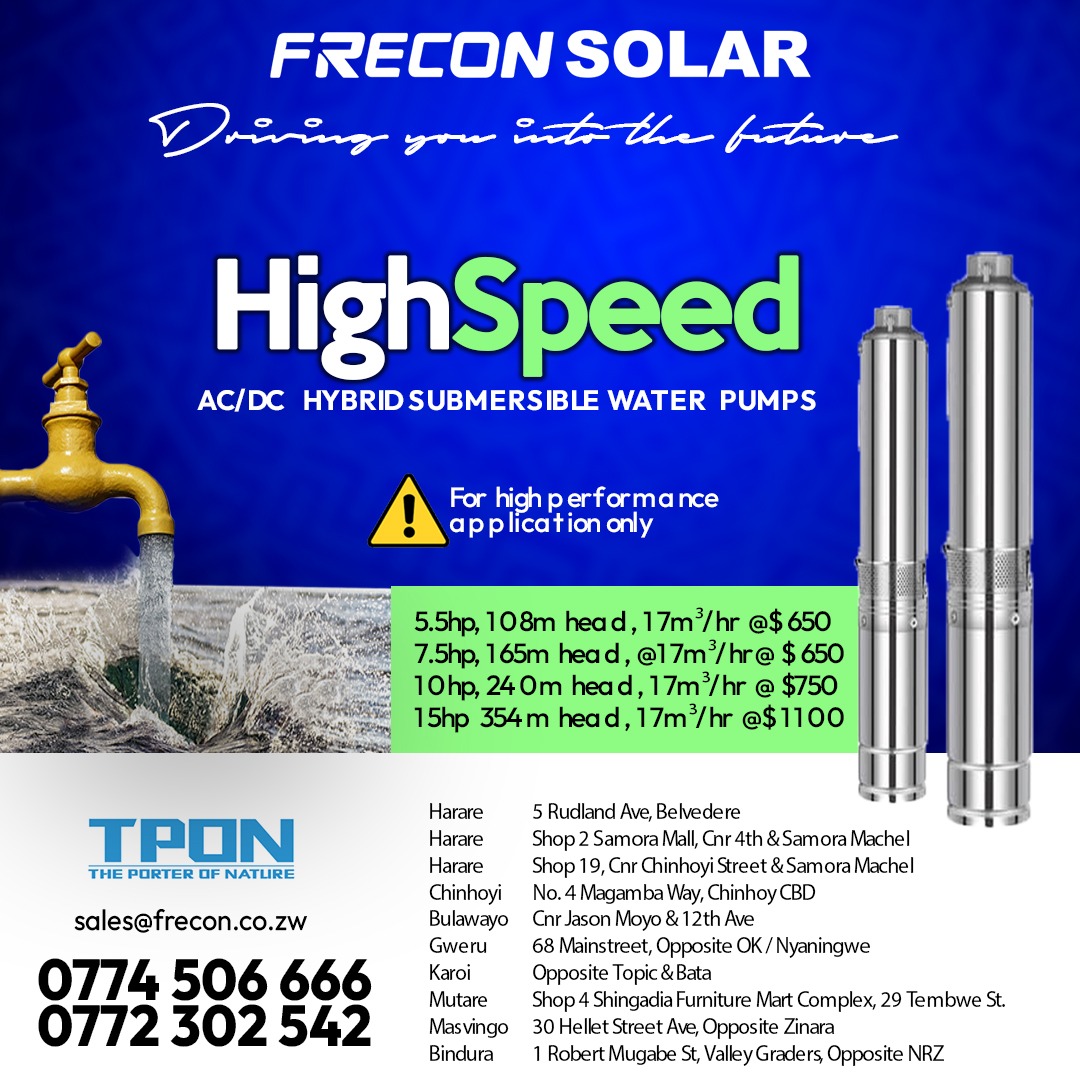 FRECON SOLAR
Driving you into the future
HighSpeed
AC/DC HYBRID SUBMERSIBLE WATER PUMPS
For high performance
application only
5.5hp, 108m head, 17m³/hr @$650
7.5hp, 165m head, @17m³/hr@ $650
10hp, 240m head, 17m³/hr @ $750
15hp 354m head, 17m³/hr @$1100
TPON
THE PORTER OF NATURE
sales@frecon.co.zw
0774 506 666
0772 302 542
Harare 5 Rudland Ave, Belvedere
Harare Shop 2 Samora Mall, Cnr 4th & Samora Machel
Harare Shop 19, Cnr Chinhoyi Street & Samora Machel
Chinhoyi No. 4 Magamba Way, Chinhoy CBD
Bulawayo Cnr Jason Moyo & 12th Ave
Gweru 68 Mainstreet, Opposite OK / Nyaningwe
Karoi Opposite Topic & Bata
Mutare Shop 4 Shingadia Furniture Mart Complex, 29 Tembwe St.
Masvingo 30 Hellet Street Ave, Opposite Zinara
Bindura 1 Robert Mugabe St, Valley Graders, Opposite NRZ